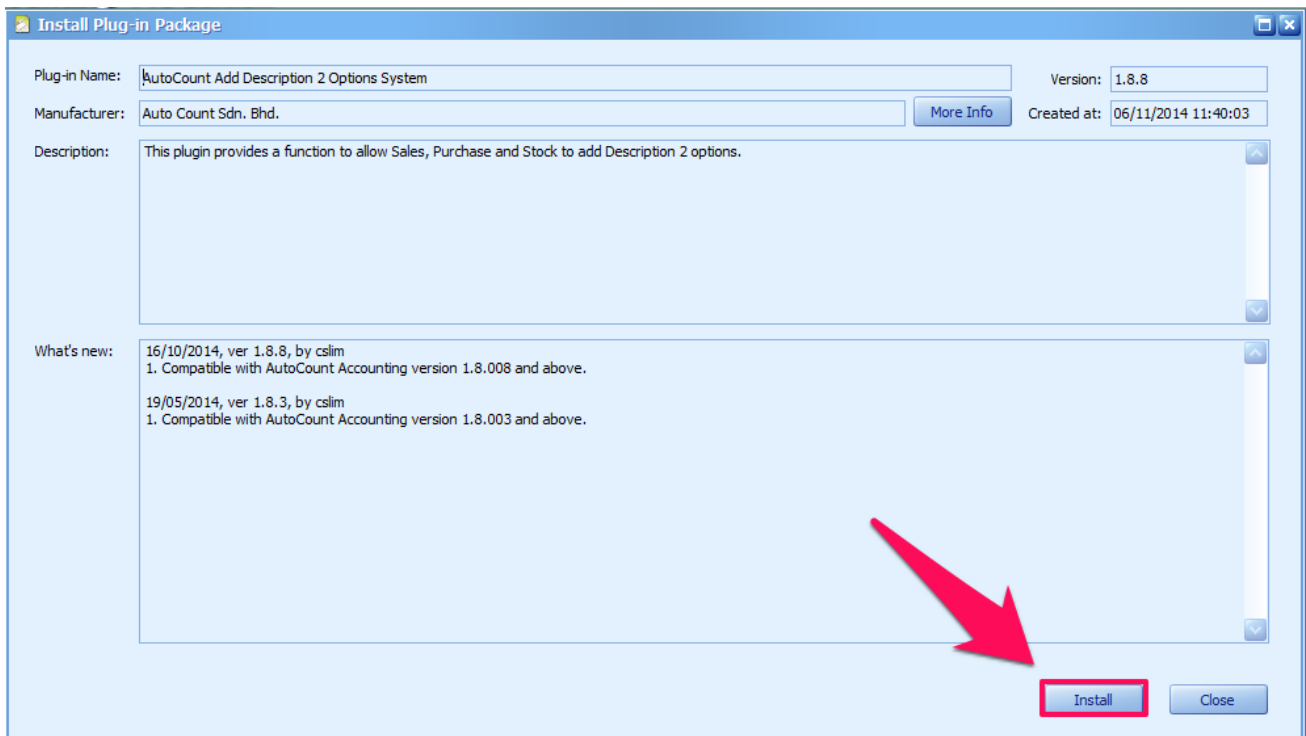 Install Plug-in Package
Plug-in Name: AutoCount Add Description 2 Options System Version: 1.8.8
Manufacturer: Auto Count Sdn. Bhd. More Info Created at: 06/11/2014 11:40:03
Description: This plugin provides a function to allow Sales, Purchase and Stock to add Description 2 options.
What's new: 16/10/2014, ver 1.8.8, by cslim
1. Compatible with AutoCount Accounting version 1.8.008 and above.
19/05/2014, ver 1.8.3, by cslim
1. Compatible with AutoCount Accounting version 1.8.003 and above.
Install Close